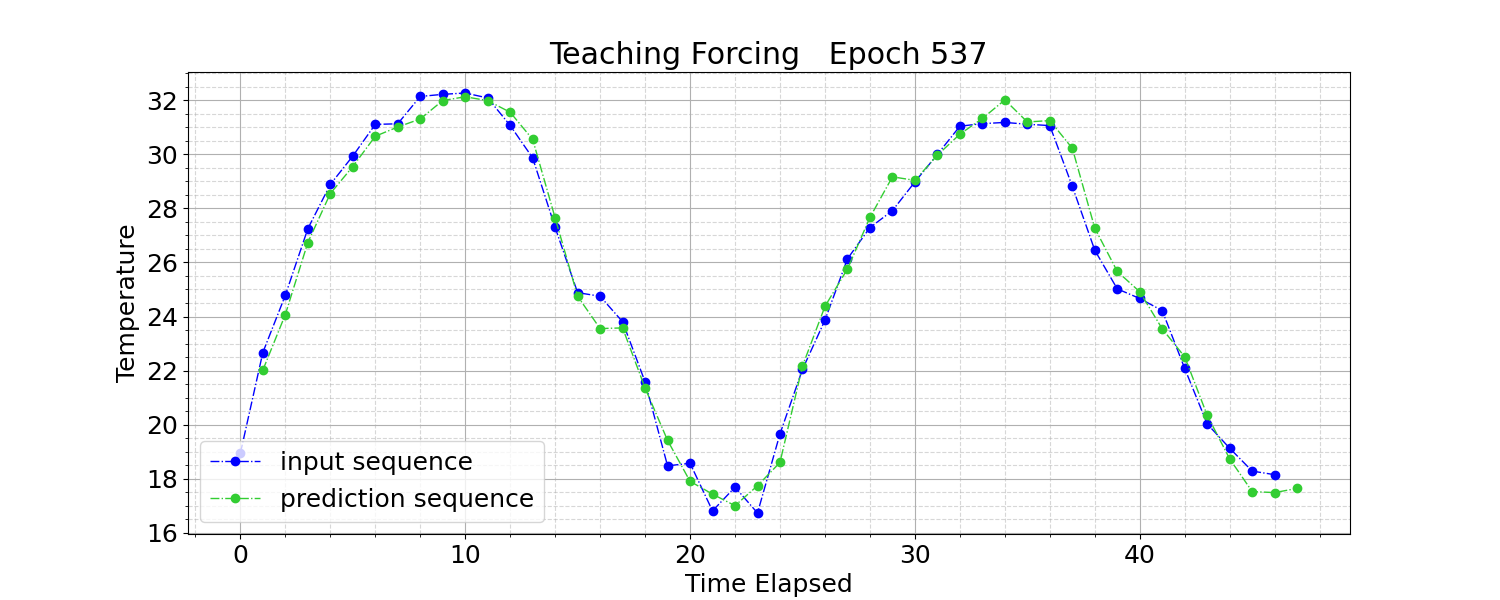 Teaching Forcing   Epoch 537
32
30
28
26
24
22
20
18
16
Temperature
input sequence
prediction sequence
0 10 20 30 40
Time Elapsed